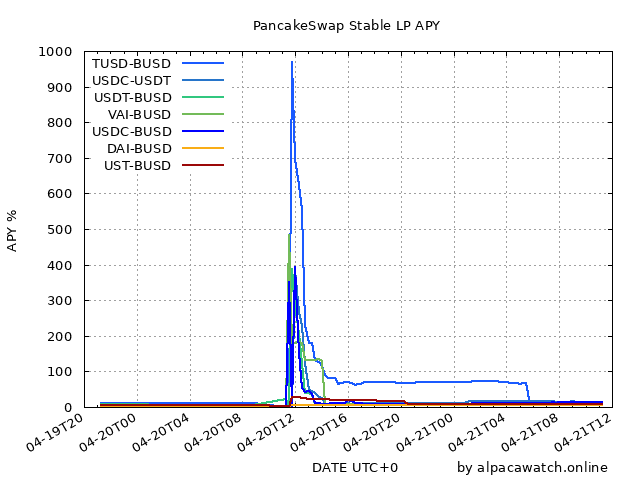 PancakeSwap Stable LP APY
APY %
1000
900
800
700
600
500
400
300
200
100
0
TUSD-BUSD
USDC-USDT
USDT-BUSD
VAI-BUSD
USDC-BUSD
DAI-BUSD
UST-BUSD
04-19T20
04-20T00
04-20T04
04-20T08
04-20T12
04-20T16
04-20T20
04-21T00
04-21T04
04-21T08
04-21T12
DATE UTC+0
by alpacawatch.online